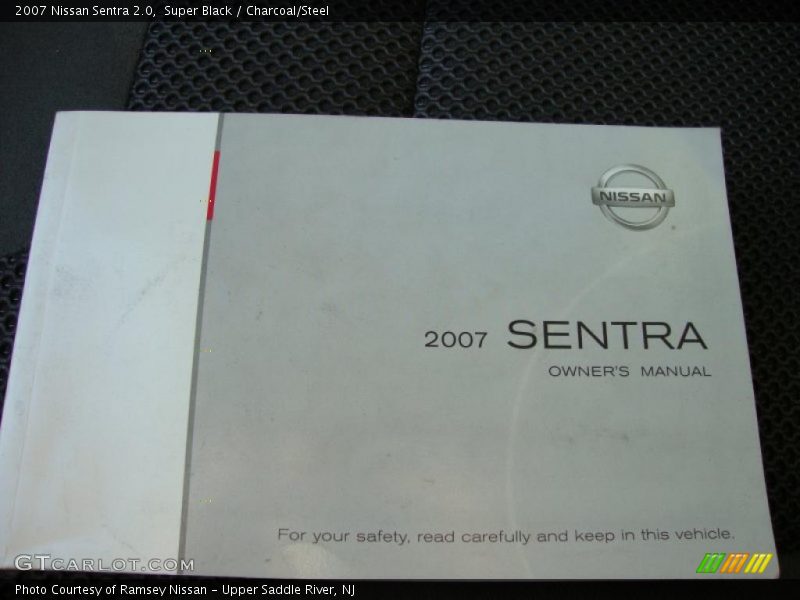 2007 Nissan Sentra 2.0,  Super Black / Charcoal/Steel
NISSAN
2007 SENTRA
OWNER'S MANUAL
For your safety, read carefully and keep in this vehicle.
GTcarlot.com
Photo Courtesy of Ramsey Nissan - Upper Saddle River, NJ